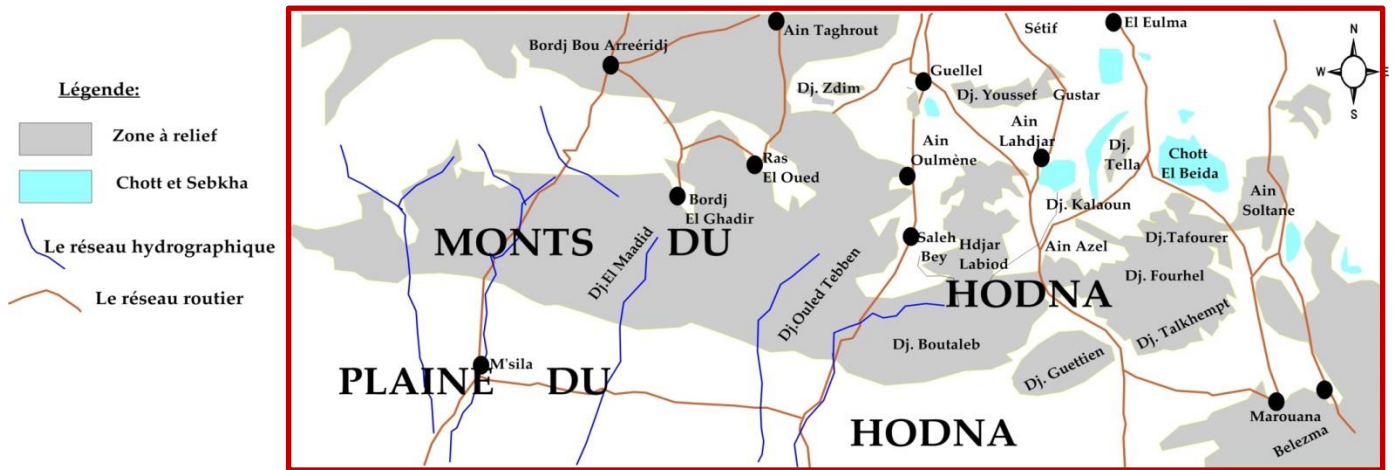 Légende:
Zone à relief
Chott et Sebkha
Le réseau hydrographique
Le réseau routier
Bordj Bou Arreéridj
Ain Taghrout
Sétif
El Eulma
N
W
E
S
Guellel
Dj. Zdim
Dj. Youssef
Gustar
Ain
Lahdjar
Ain
Oulmène
Dj.
Tella
Chott
El Beida
Ras
El Oued
Bordj
El Ghadir
Ain
Soltane
Dj. Kalaoun
MONTS DU HODNA
Dj.El Maadid
Dj.Ouled Tebben
Saleh
Bey
Hdjar
Labiod
Ain Azel
Dj.Tafourer
Dj. Fourhel
Dj. Talkhempt
Dj. Boutaleb
Dj. Guettien
M'sila
PLAINE DU HODNA
Marouana
Belezma